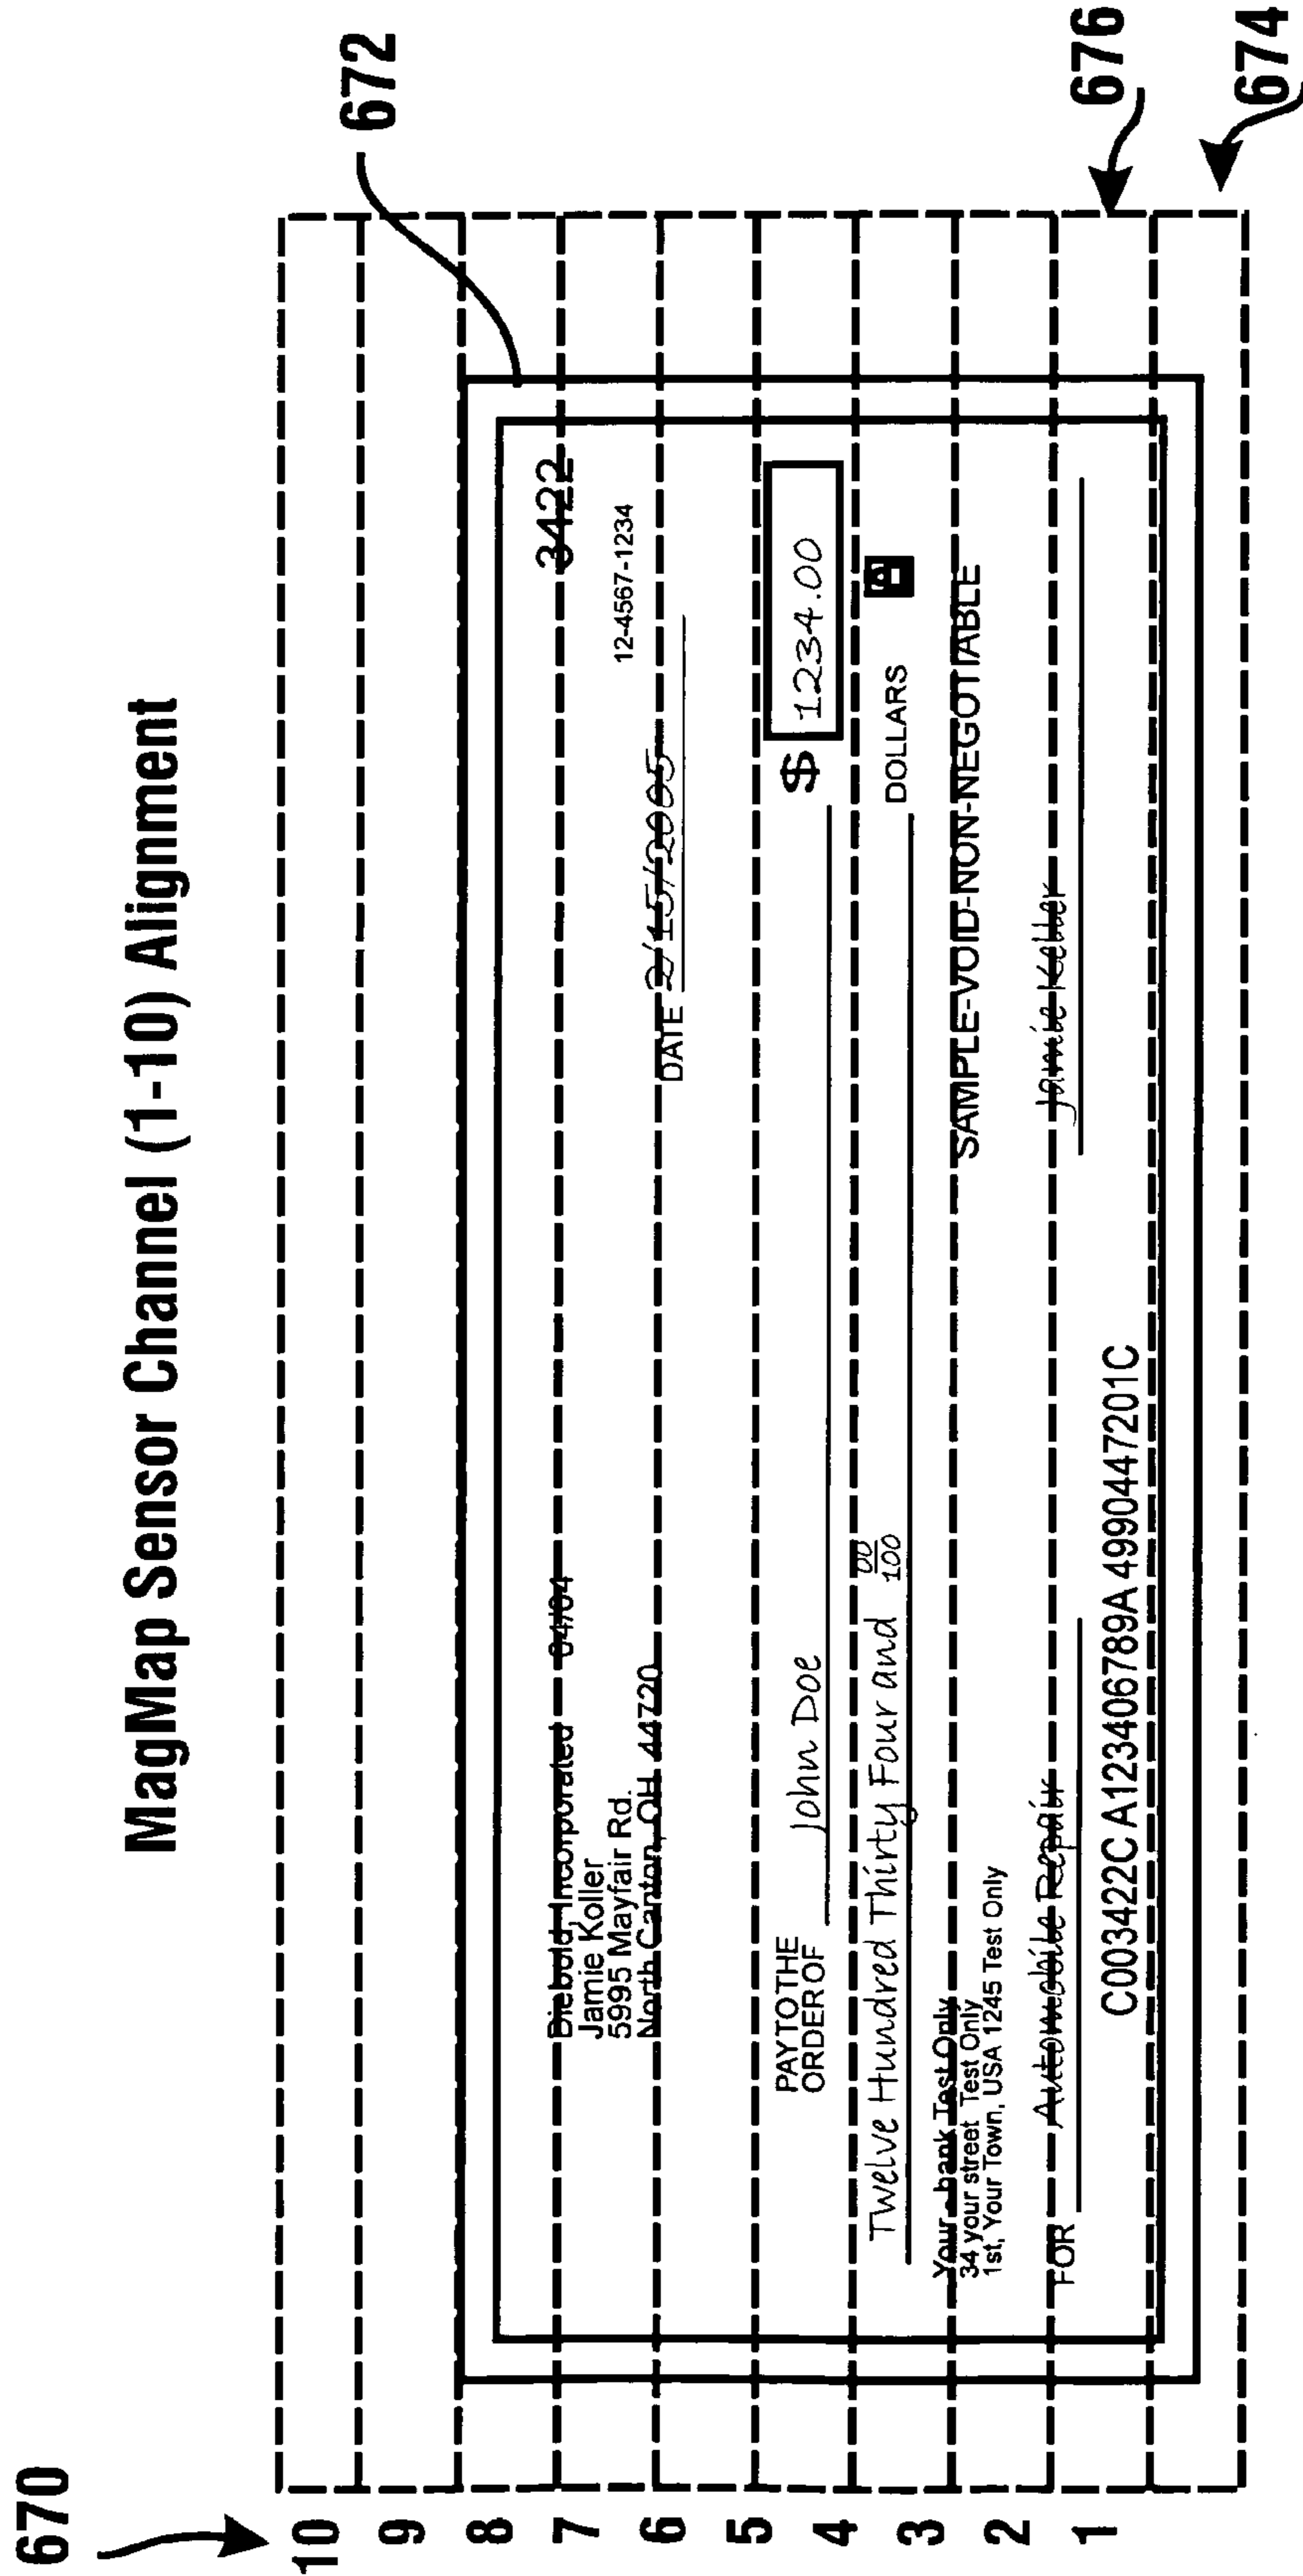 MagMap Sensor Channel (1-10) Alignment
670
672
10
9
8
7
6
5
4
3
2
1
3422
Diebold Incorporated 04/04
Jamie Koller
5995 Mayfair Rd.
North Canton, OH 44720
12-4567-1234
DATE 2/15/2005
PAY TO THE
ORDER OF John Doe $ 1234.00
Twelve Hundred Thirty Four and 00/100 DOLLARS
Your - bank Test Only
34 your street Test Only
1st, Your Town, USA 1245 Test Only
SAMPLE-VOID-NON-NEGOTIABLE
FOR Automobile Repair Jamie Koller
C003422C A123406789A 4990447201C
676
674